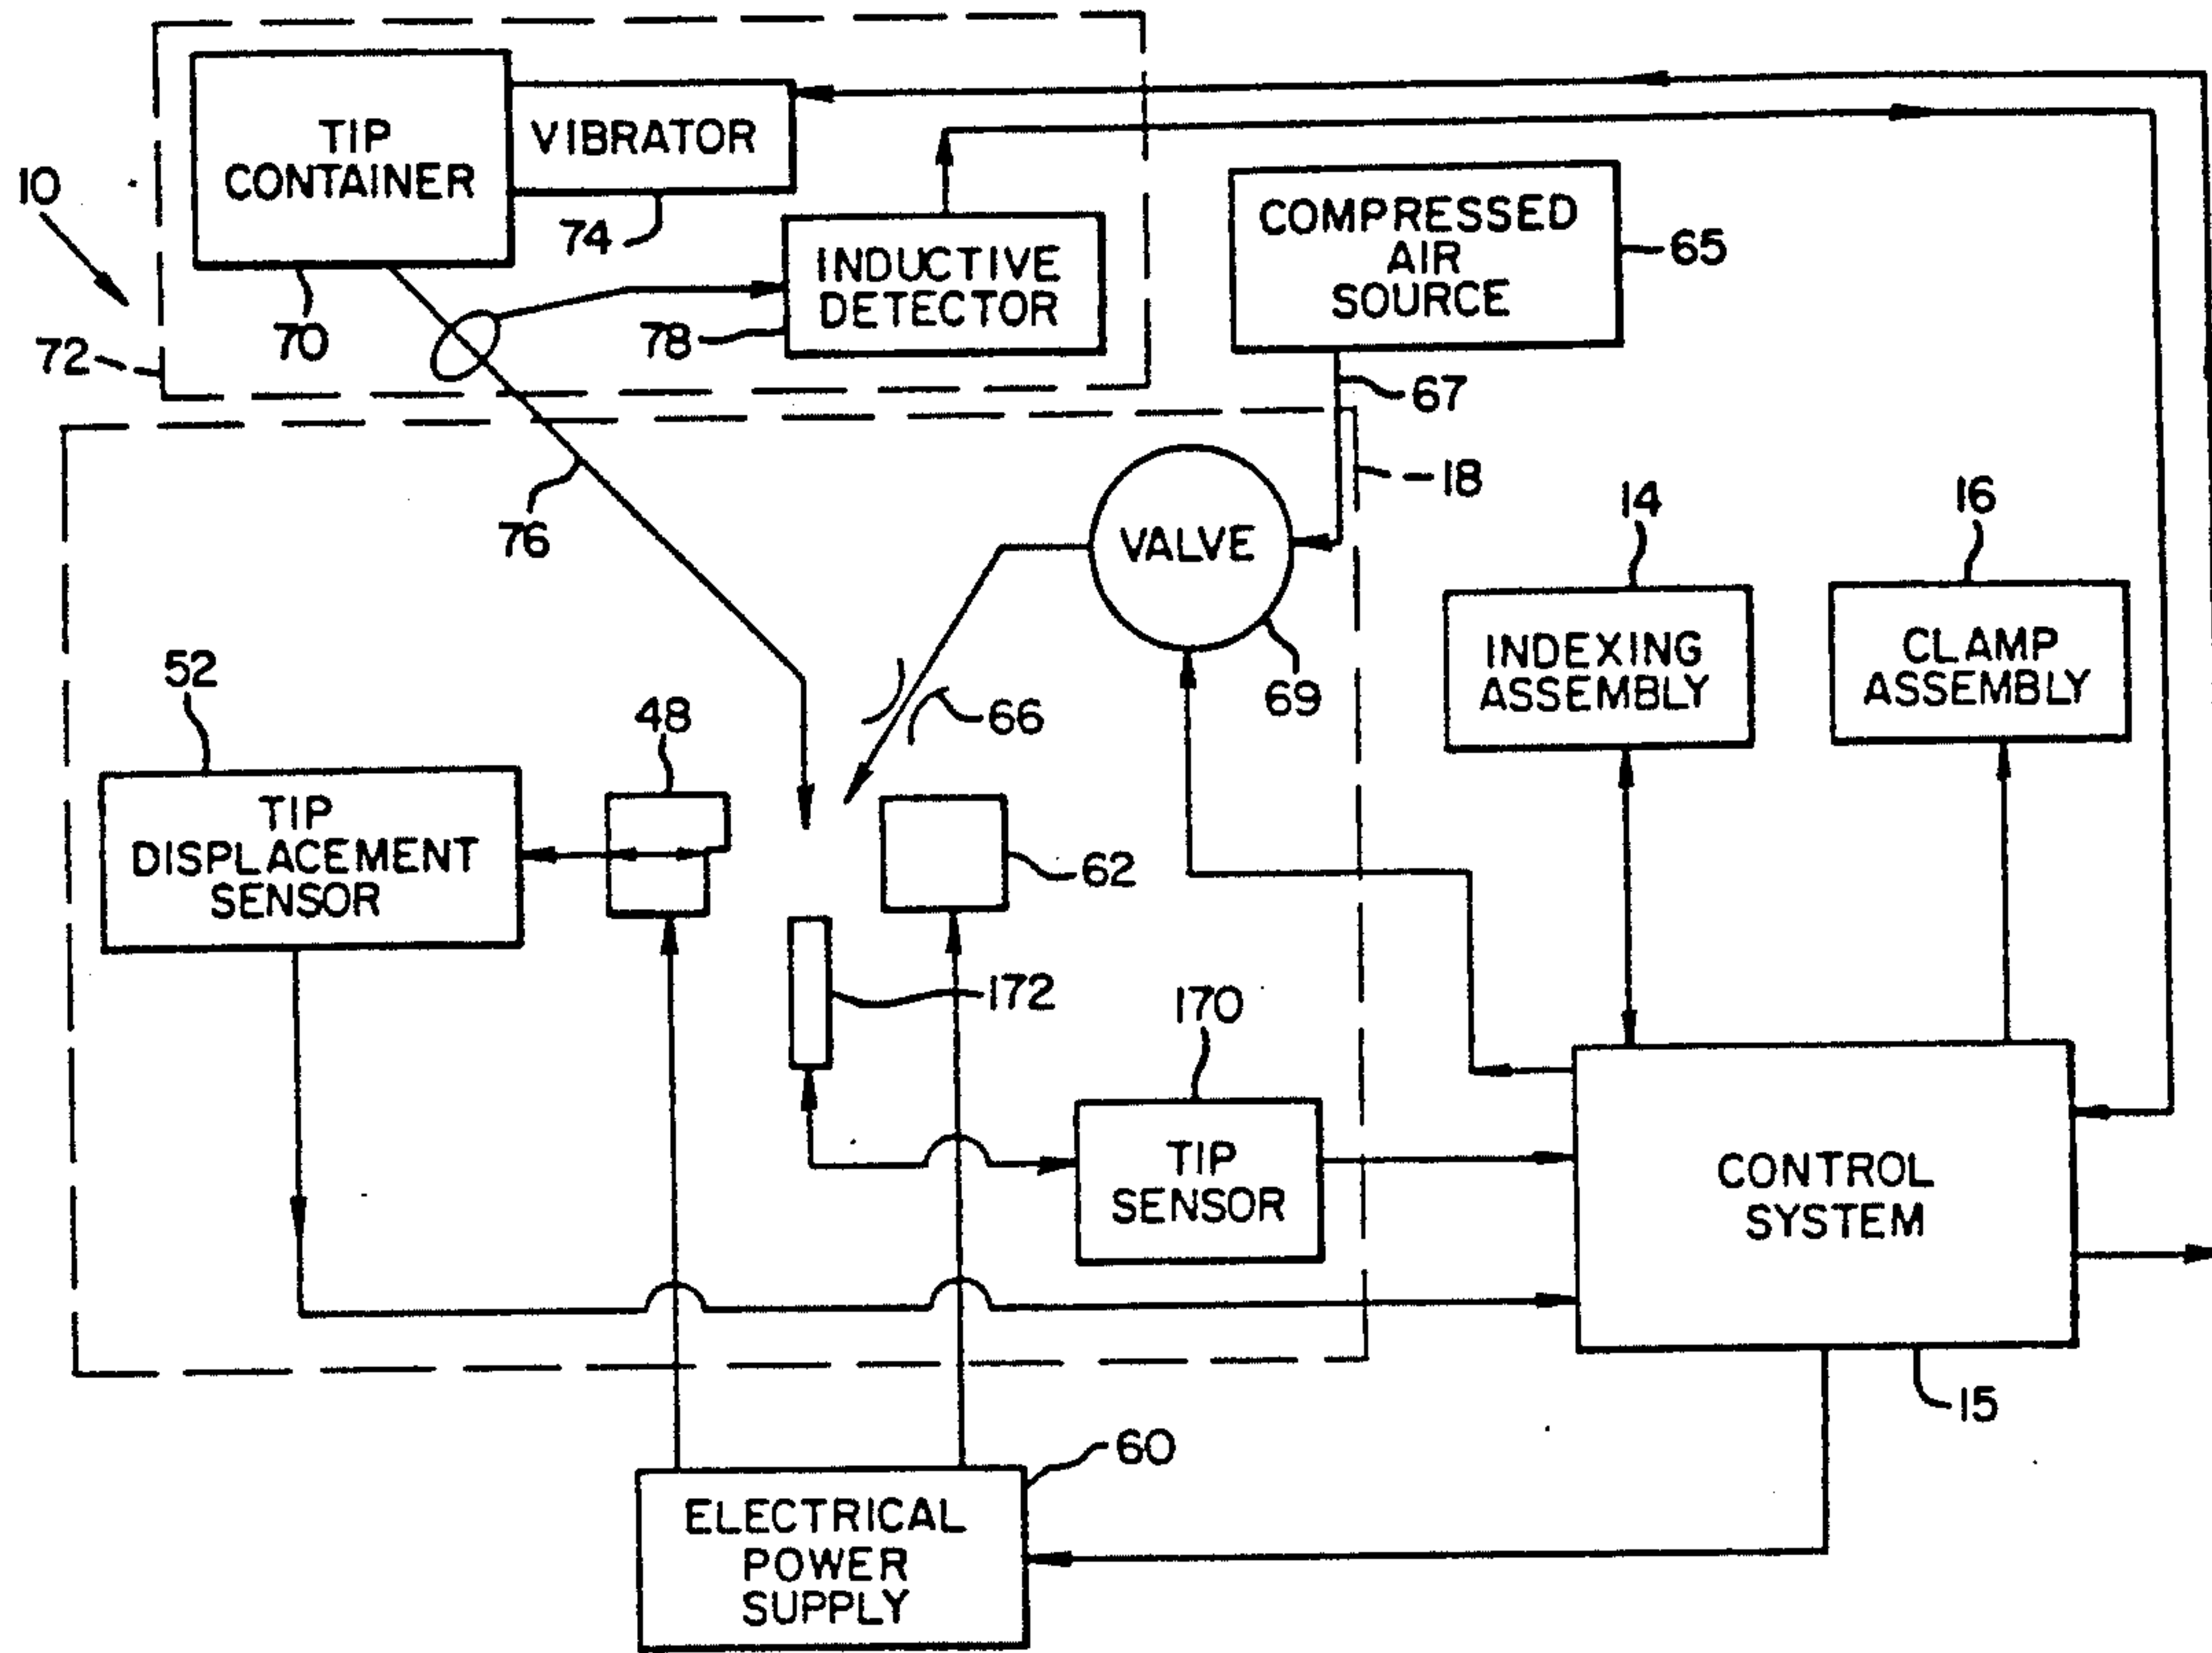 TIP
CONTAINER
VIBRATOR
10
74
COMPRESSED
AIR
SOURCE
65
INDUCTIVE
DETECTOR
70
78
72
67
18
76
VALVE
14
16
69
INDEXING
ASSEMBLY
CLAMP
ASSEMBLY
52
48
66
TIP
DISPLACEMENT
SENSOR
62
172
170
TIP
SENSOR
CONTROL
SYSTEM
15
60
ELECTRICAL
POWER
SUPPLY